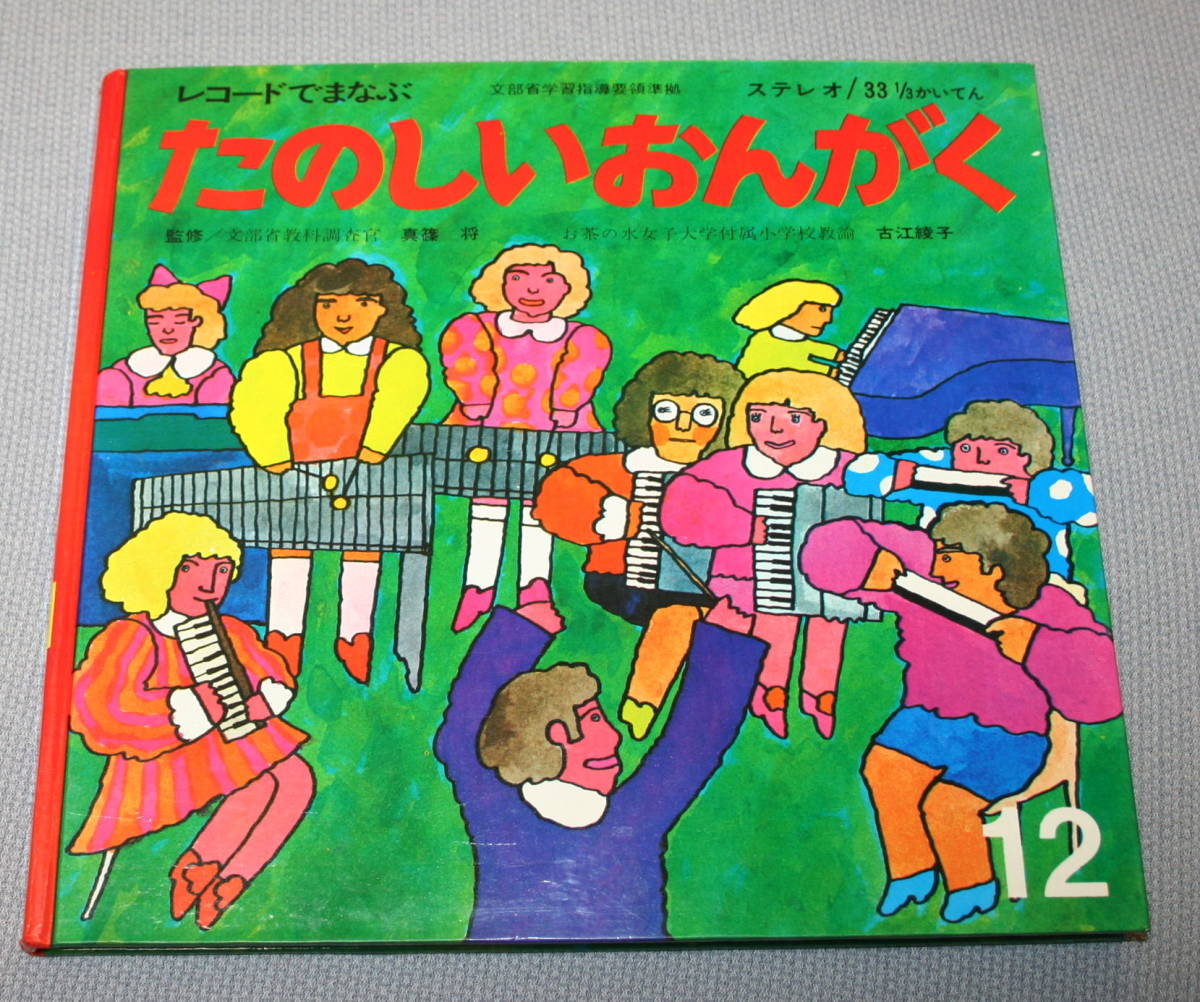 レコードでまなぶ 文部省学習指導要領準拠 ステレオ/33 1/3かいてん
たのしいおんがく
監修/文部省教科調査官 真篠 将 お茶の水女子大学付属小学校教諭 古江綾子
12